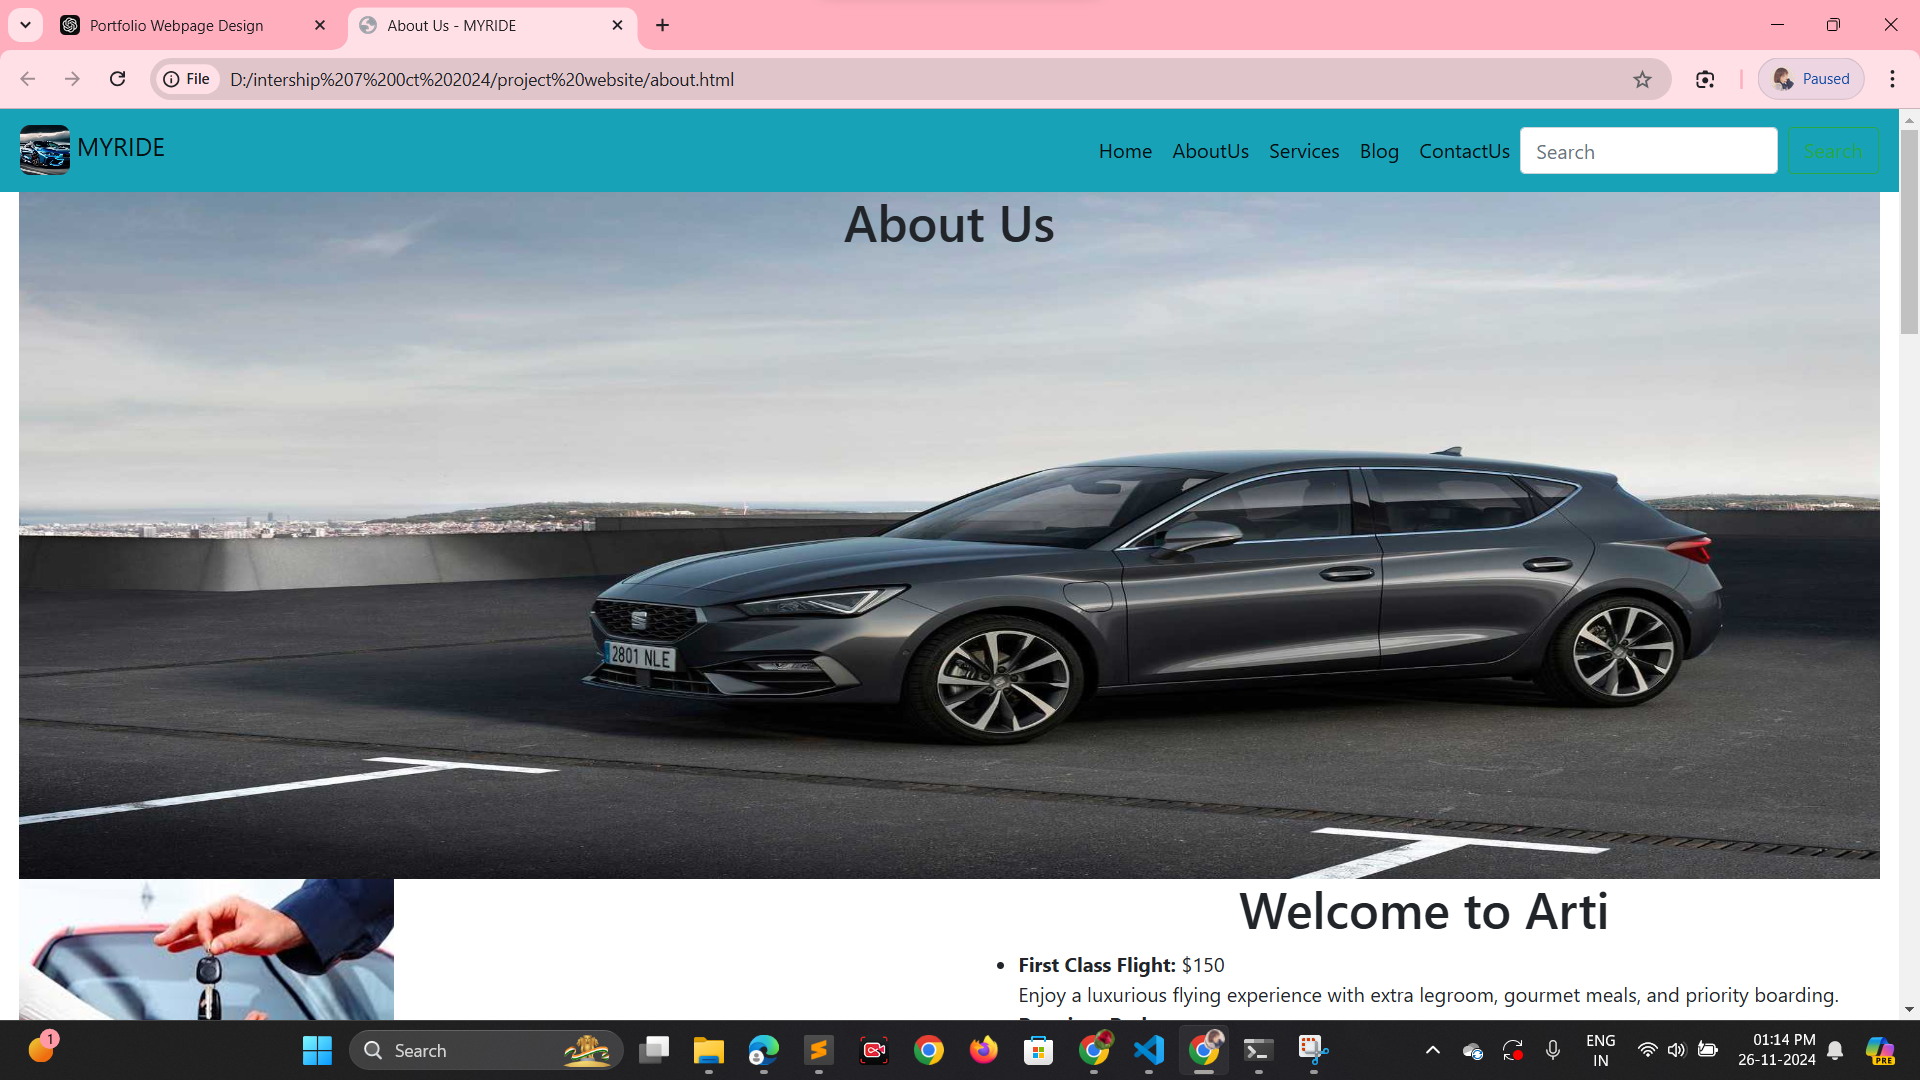 Portfolio Webpage Design
About Us - MYRIDE
File
D:/intership%207%200ct%202024/project%20website/about.html
Paused
MYRIDE
Home
AboutUs
Services
Blog
ContactUs
Search
Search
About Us
2801 NLE
Welcome to Arti
First Class Flight: $150
Enjoy a luxurious flying experience with extra legroom, gourmet meals, and priority boarding.
1
Search
PRE
ENG
IN
01:14 PM
26-11-2024